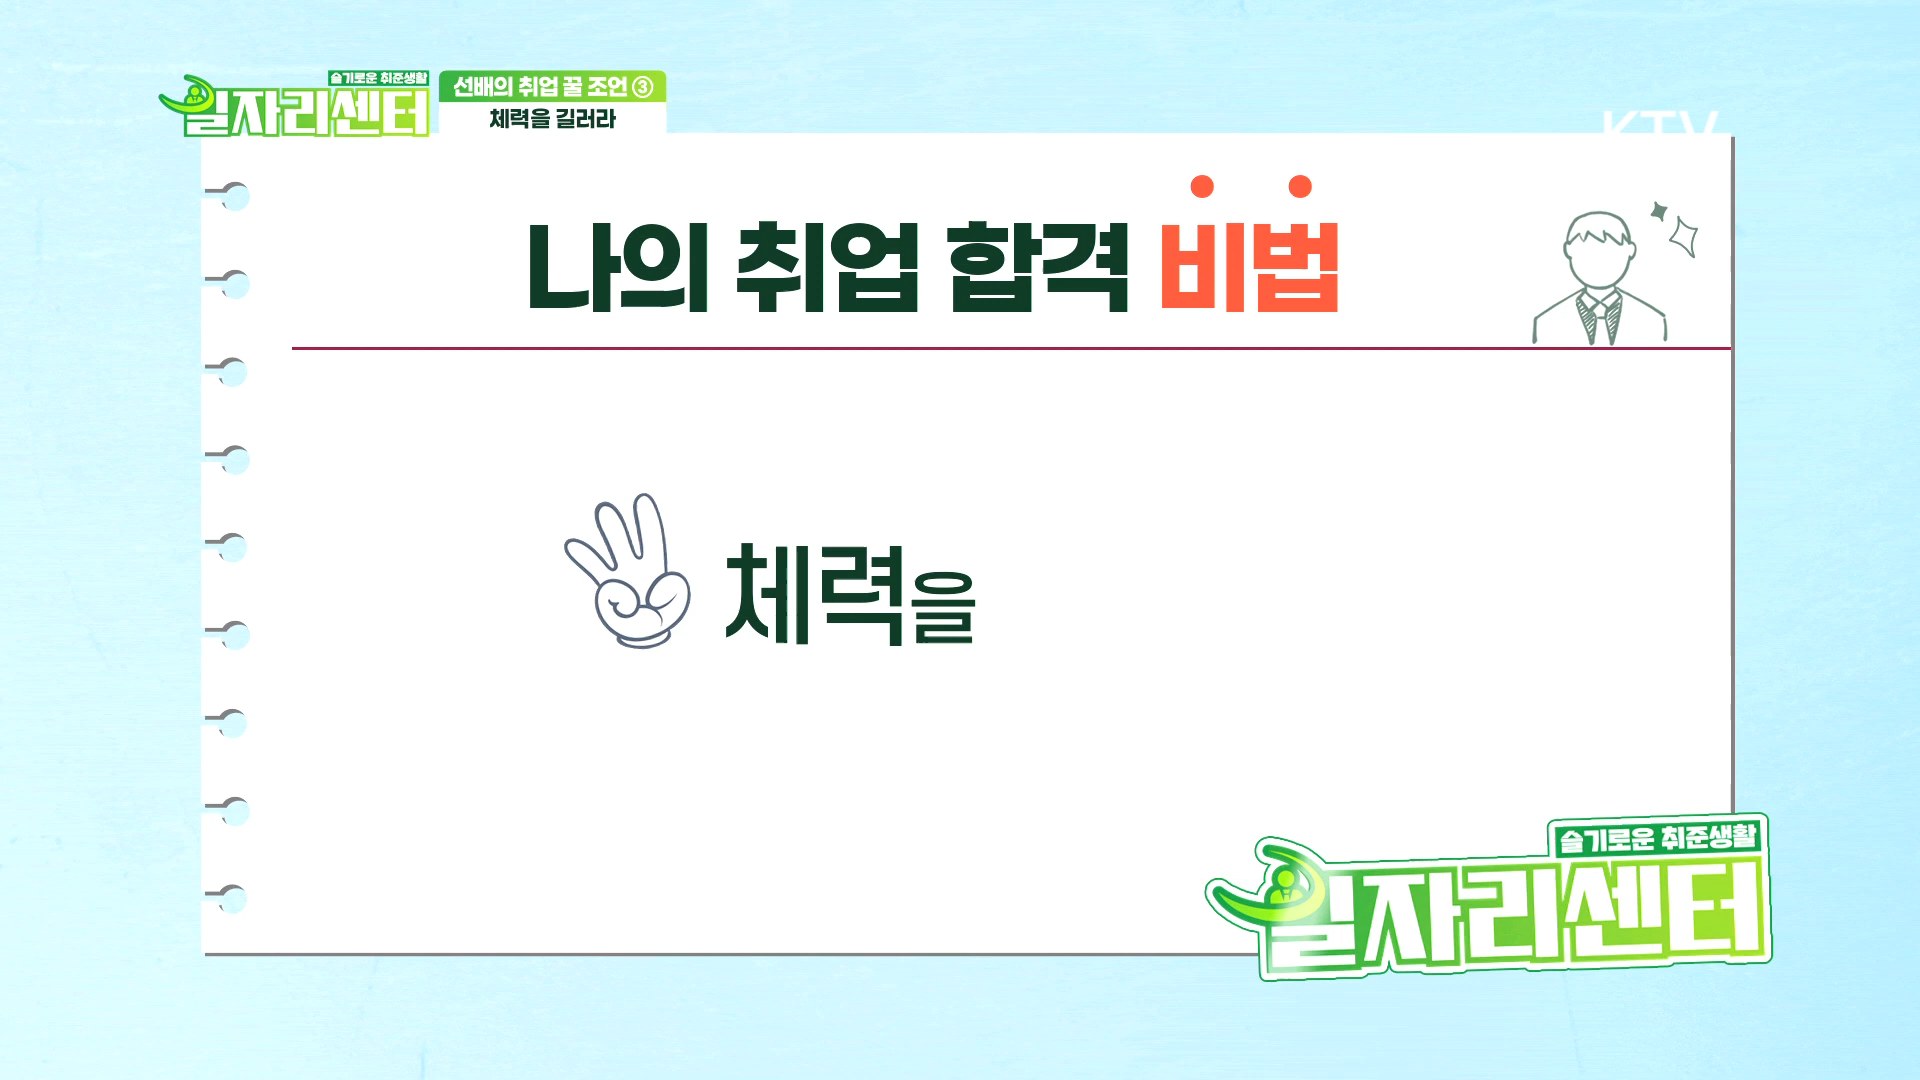 슬기로운 취준생활
일자리센터
선배의 취업 꿀 조언 ③
체력을 길러라
KTV
나의 취업 합격 비법
체력을
슬기로운 취준생활
일자리센터